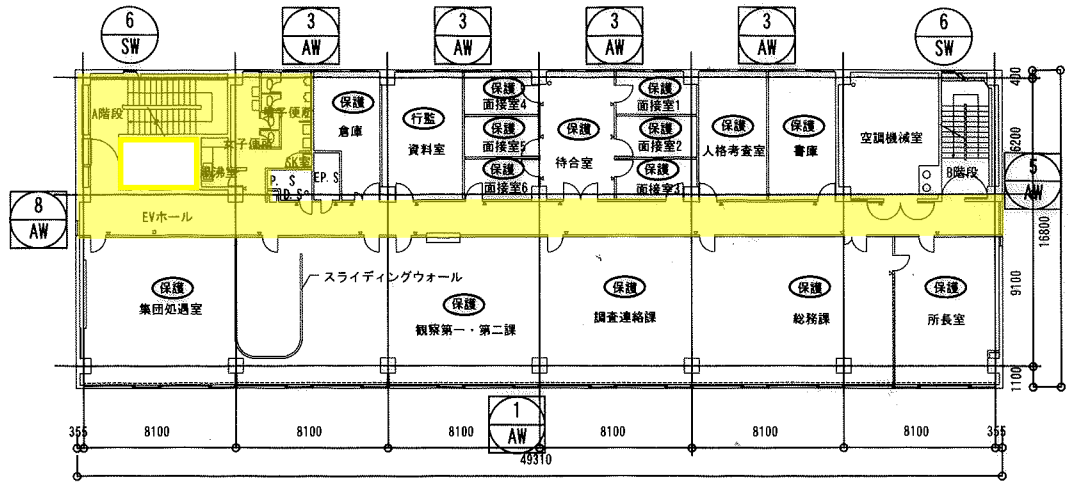 6
SW
3
AW
3
AW
3
AW
3
AW
6
SW
A階段
女子便所
SK室
P.S
EP.S
保護
倉庫
行監
資料室
保護
面接室4
保護
面接室5
保護
面接室6
保護
待合室
保護
面接室1
保護
面接室2
保護
面接室3
保護
人格考査室
保護
書庫
空調機械室
B階段
400
6200
5
AW
8
AW
EVホール
16800
スライディングウォール
保護
集団処遇室
保護
観察第一・第二課
保護
調査連絡課
保護
総務課
保護
所長室
9100
1100
1
AW
355
8100
8100
8100
8100
8100
8100
355
49310